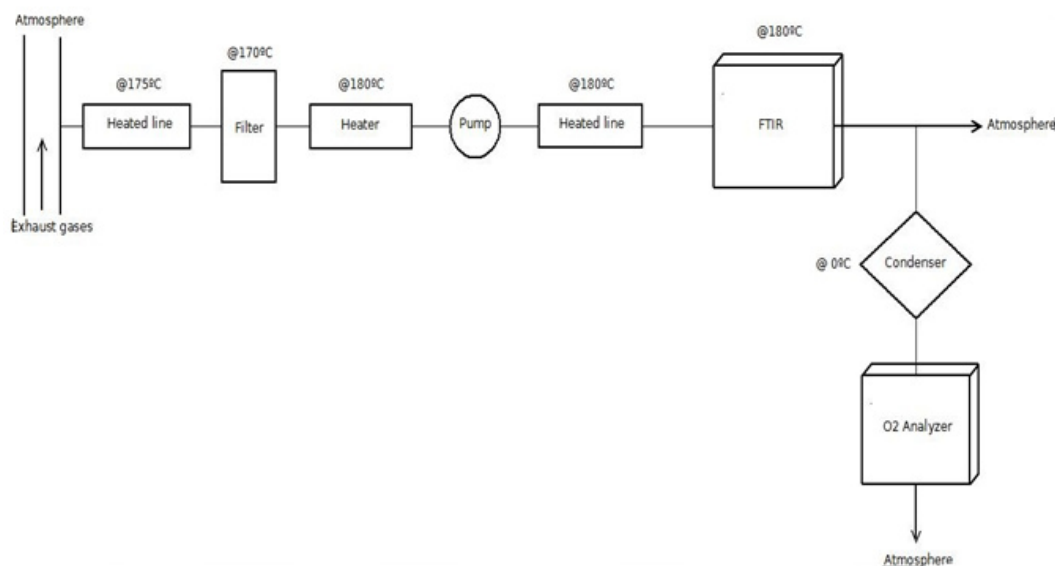 Atmosphere
@180ºC
@170ºC
@175ºC
@180ºC
@180ºC
Heated line
Filter
Heater
Pump
Heated line
FTIR
Atmosphere
Exhaust gases
@ 0ºC
Condenser
O2 Analyzer
Atmosphere